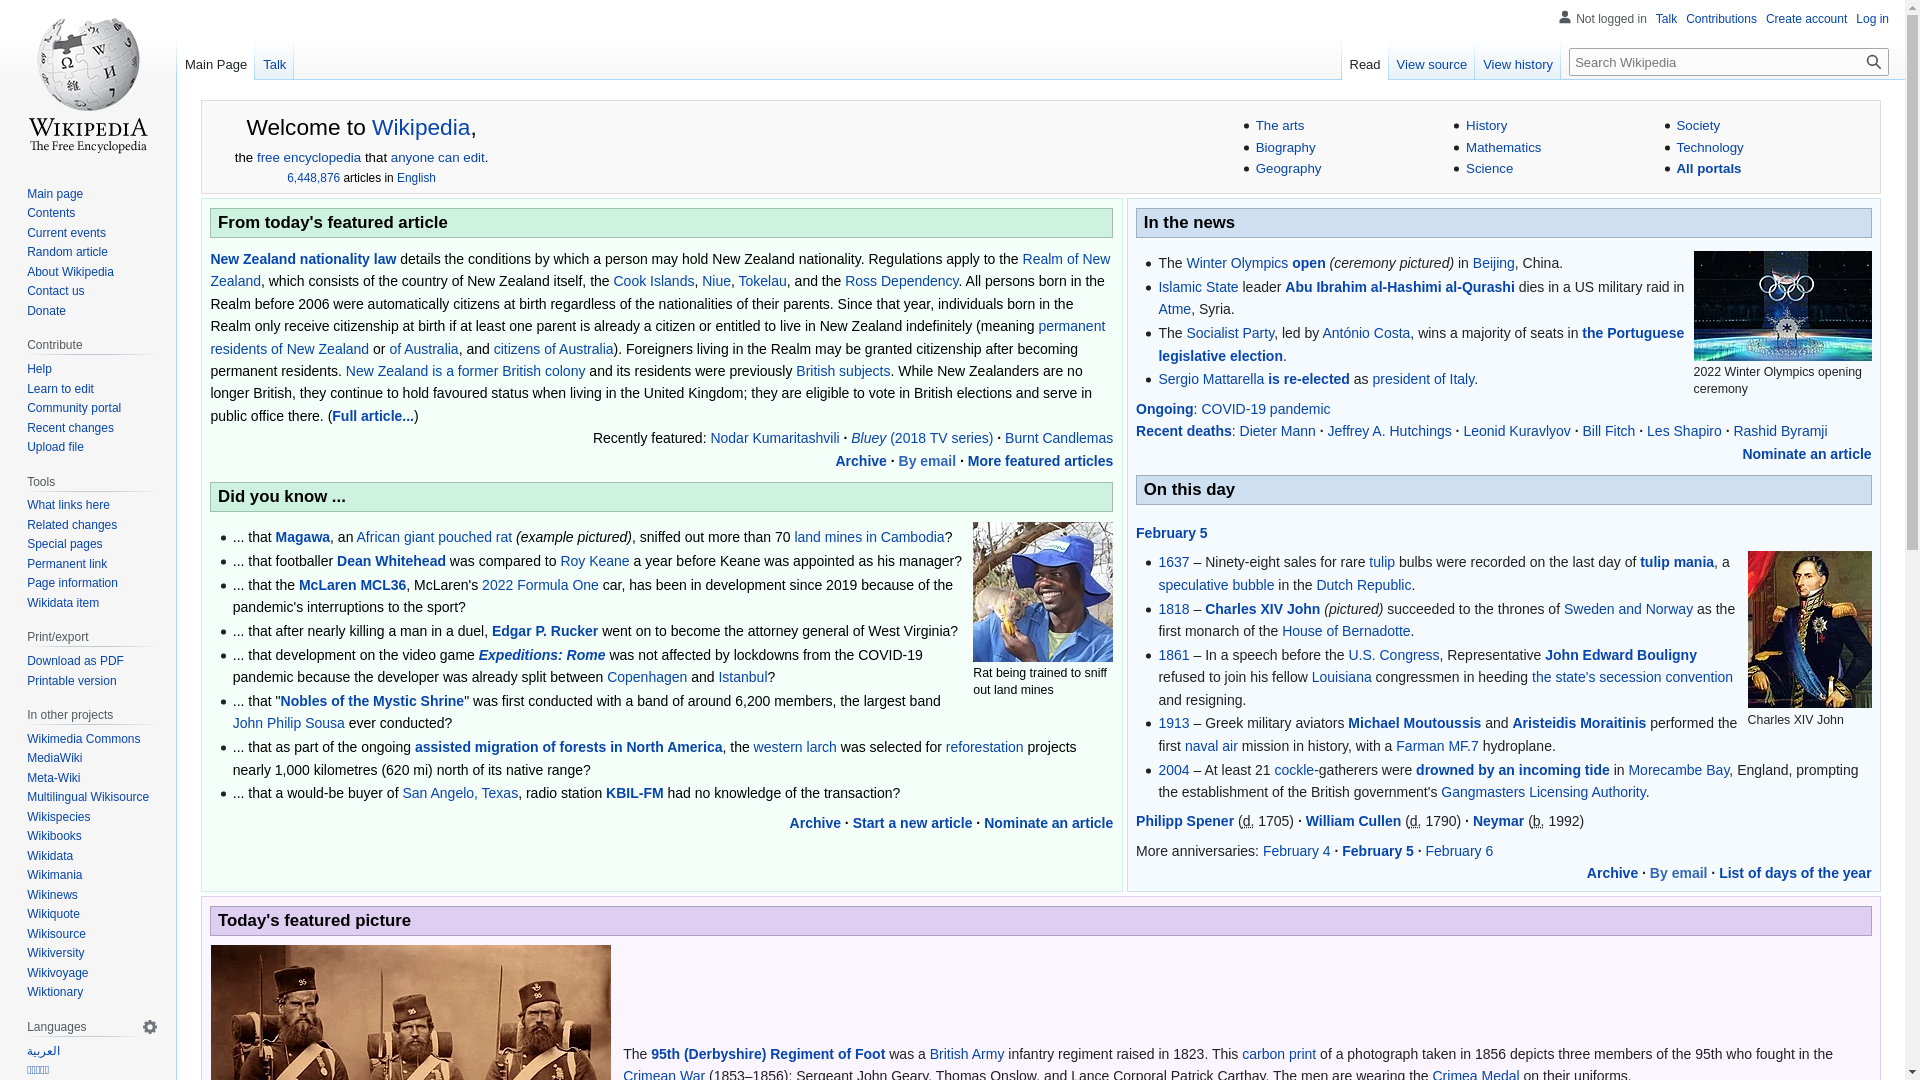 WIKIPEDIA
The Free Encyclopedia
Not logged in Talk Contributions Create account Log in
Main Page Talk
Read View source View history Search Wikipedia
Main page
Contents
Current events
Random article
About Wikipedia
Contact us
Donate
Contribute
Help
Learn to edit
Community portal
Recent changes
Upload file
Tools
What links here
Related changes
Special pages
Permanent link
Page information
Wikidata item
Print/export
Download as PDF
Printable version
In other projects
Wikimedia Commons
MediaWiki
Meta-Wiki
Multilingual Wikisource
Wikispecies
Wikibooks
Wikidata
Wikimania
Wikinews
Wikiquote
Wikisource
Wikiversity
Wikivoyage
Wiktionary
Languages
العربية
Welcome to Wikipedia,
the free encyclopedia that anyone can edit.
6,448,876 articles in English
The arts
Biography
Geography
History
Mathematics
Science
Society
Technology
All portals
From today's featured article
New Zealand nationality law details the conditions by which a person may hold New Zealand nationality. Regulations apply to the Realm of New
Zealand, which consists of the country of New Zealand itself, the Cook Islands, Niue, Tokelau, and the Ross Dependency. All persons born in the
Realm before 2006 were automatically citizens at birth regardless of the nationalities of their parents. Since that year, individuals born in the
Realm only receive citizenship at birth if at least one parent is already a citizen or entitled to live in New Zealand indefinitely (meaning permanent
residents of New Zealand or of Australia, and citizens of Australia). Foreigners living in the Realm may be granted citizenship after becoming
permanent residents. New Zealand is a former British colony and its residents were previously British subjects. While New Zealanders are no
longer British, they continue to hold favoured status when living in the United Kingdom; they are eligible to vote in British elections and serve in
public office there. (Full article...)
Recently featured: Nodar Kumaritashvili · Bluey (2018 TV series) · Burnt Candlemas
Archive · By email · More featured articles
Did you know ...
... that Magawa, an African giant pouched rat (example pictured), sniffed out more than 70 land mines in Cambodia?
... that footballer Dean Whitehead was compared to Roy Keane a year before Keane was appointed as his manager?
... that the McLaren MCL36, McLaren's 2022 Formula One car, has been in development since 2019 because of the
pandemic's interruptions to the sport?
... that after nearly killing a man in a duel, Edgar P. Rucker went on to become the attorney general of West Virginia?
... that development on the video game Expeditions: Rome was not affected by lockdowns from the COVID-19
pandemic because the developer was already split between Copenhagen and Istanbul?
... that "Nobles of the Mystic Shrine" was first conducted with a band of around 6,200 members, the largest band
John Philip Sousa ever conducted?
... that as part of the ongoing assisted migration of forests in North America, the western larch was selected for reforestation projects
nearly 1,000 kilometres (620 mi) north of its native range?
... that a would-be buyer of San Angelo, Texas, radio station KBIL-FM had no knowledge of the transaction?
Rat being trained to sniff
out land mines
Archive · Start a new article · Nominate an article
In the news
The Winter Olympics open (ceremony pictured) in Beijing, China.
Islamic State leader Abu Ibrahim al-Hashimi al-Qurashi dies in a US military raid in
Atme, Syria.
The Socialist Party, led by António Costa, wins a majority of seats in the Portuguese
legislative election.
Sergio Mattarella is re-elected as president of Italy.
2022 Winter Olympics opening
ceremony
Ongoing: COVID-19 pandemic
Recent deaths: Dieter Mann · Jeffrey A. Hutchings · Leonid Kuravlyov · Bill Fitch · Les Shapiro · Rashid Byramji
Nominate an article
On this day
February 5
1637 – Ninety-eight sales for rare tulip bulbs were recorded on the last day of tulip mania, a
speculative bubble in the Dutch Republic.
1818 – Charles XIV John (pictured) succeeded to the thrones of Sweden and Norway as the
first monarch of the House of Bernadotte.
1861 – In a speech before the U.S. Congress, Representative John Edward Bouligny
refused to join his fellow Louisiana congressmen in heeding the state's secession convention
and resigning.
1913 – Greek military aviators Michael Moutoussis and Aristeidis Moraitinis performed the
first naval air mission in history, with a Farman MF.7 hydroplane.
2004 – At least 21 cockle-gatherers were drowned by an incoming tide in Morecambe Bay, England, prompting
the establishment of the British government's Gangmasters Licensing Authority.
Charles XIV John
Philipp Spener (d. 1705) · William Cullen (d. 1790) · Neymar (b. 1992)
More anniversaries: February 4 · February 5 · February 6
Archive · By email · List of days of the year
Today's featured picture
95
95
95
The 95th (Derbyshire) Regiment of Foot was a British Army infantry regiment raised in 1823. This carbon print of a photograph taken in 1856 depicts three members of the 95th who fought in the
Crimean War (1853–1856): Sergeant John Geary, Thomas Onslow, and Lance Corporal Patrick Carthay. The men are wearing the Crimea Medal on their uniforms.